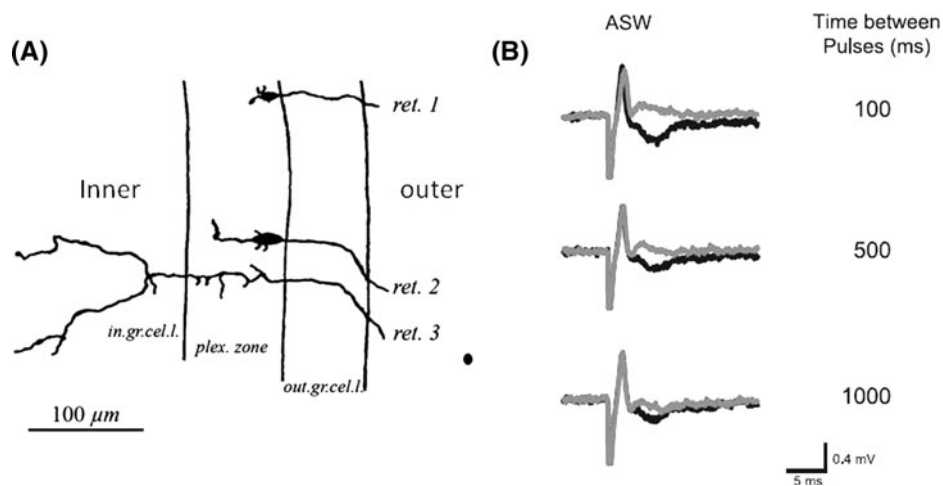 (A)
Inner
outer
ret. 1
ret. 2
ret. 3
in.gr.cel.l.
plex. zone
out.gr.cel.l.
100 µm
(B)
ASW
Time between
Pulses (ms)
100
500
1000
0.4 mV
5 ms